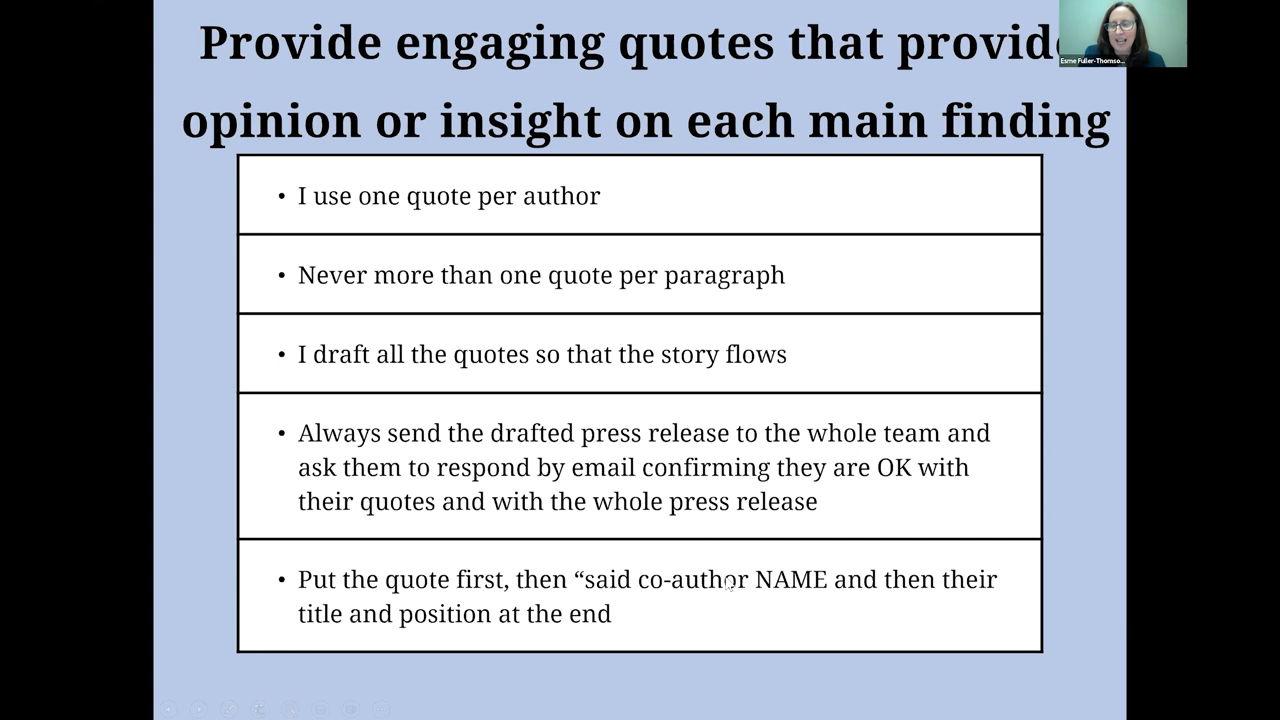 Provide engaging quotes that provide
opinion or insight on each main finding
Esme Fuller-Thomso...
• I use one quote per author
• Never more than one quote per paragraph
• I draft all the quotes so that the story flows
• Always send the drafted press release to the whole team and
ask them to respond by email confirming they are OK with
their quotes and with the whole press release
• Put the quote first, then “said co-author NAME and then their
title and position at the end